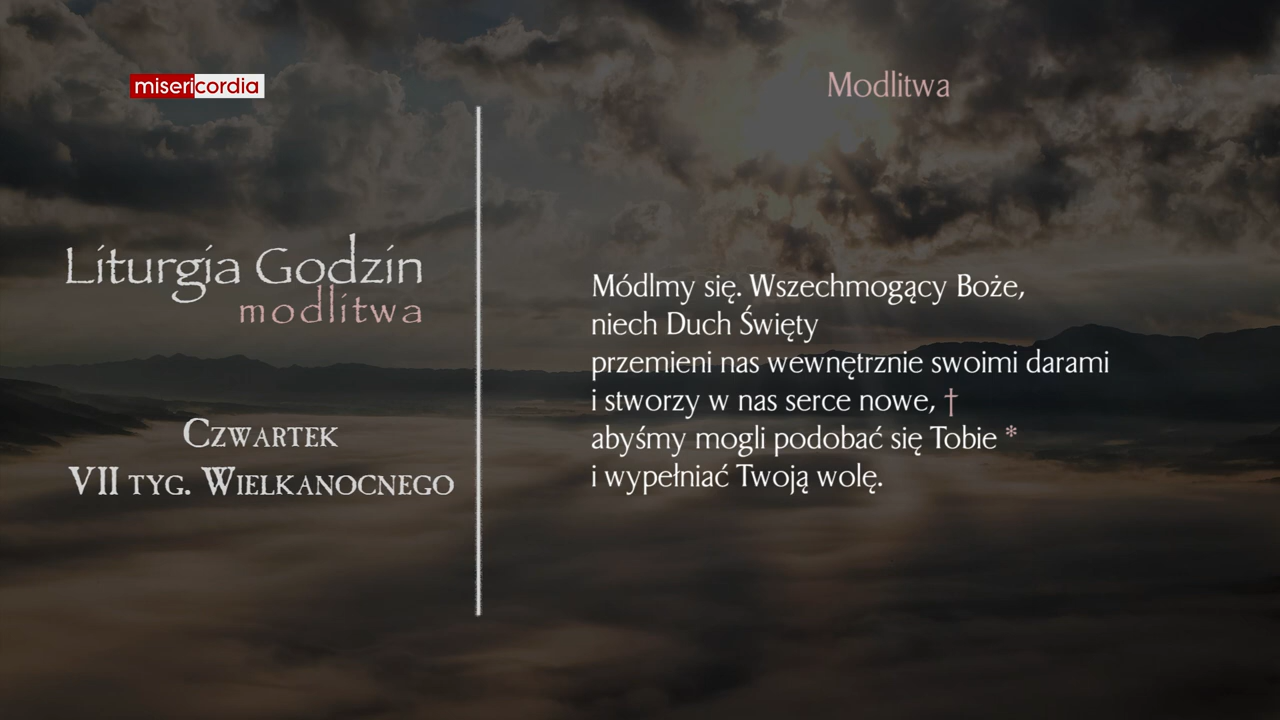 misericordia
Liturgia Godzin
modlitwa
Czwartek
VII tyg. Wielkanocnego
Modlitwa
Módlmy się. Wszechmogący Boże,
niech Duch Święty
przemieni nas wewnętrznie swoimi darami
i stworzy w nas serce nowe, †
abyśmy mogli podobać się Tobie *
i wypełniać Twoją wolę.